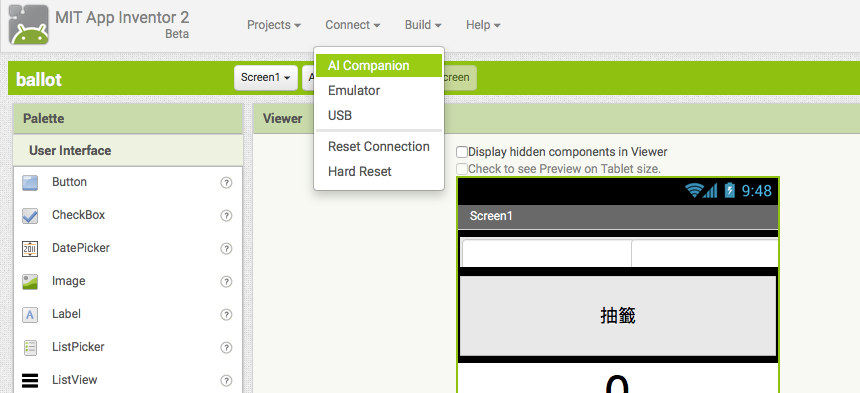 MIT App Inventor 2
Beta
Projects Connect Build Help
ballot
Screen1 A Screen
AI Companion
Emulator
USB
Reset Connection
Hard Reset
Palette
User Interface
Button ?
CheckBox ?
DatePicker ?
Image ?
Label ?
ListPicker ?
ListView ?
Viewer
Display hidden components in Viewer
Check to see Preview on Tablet size.
9:48
Screen1
抽籤
0